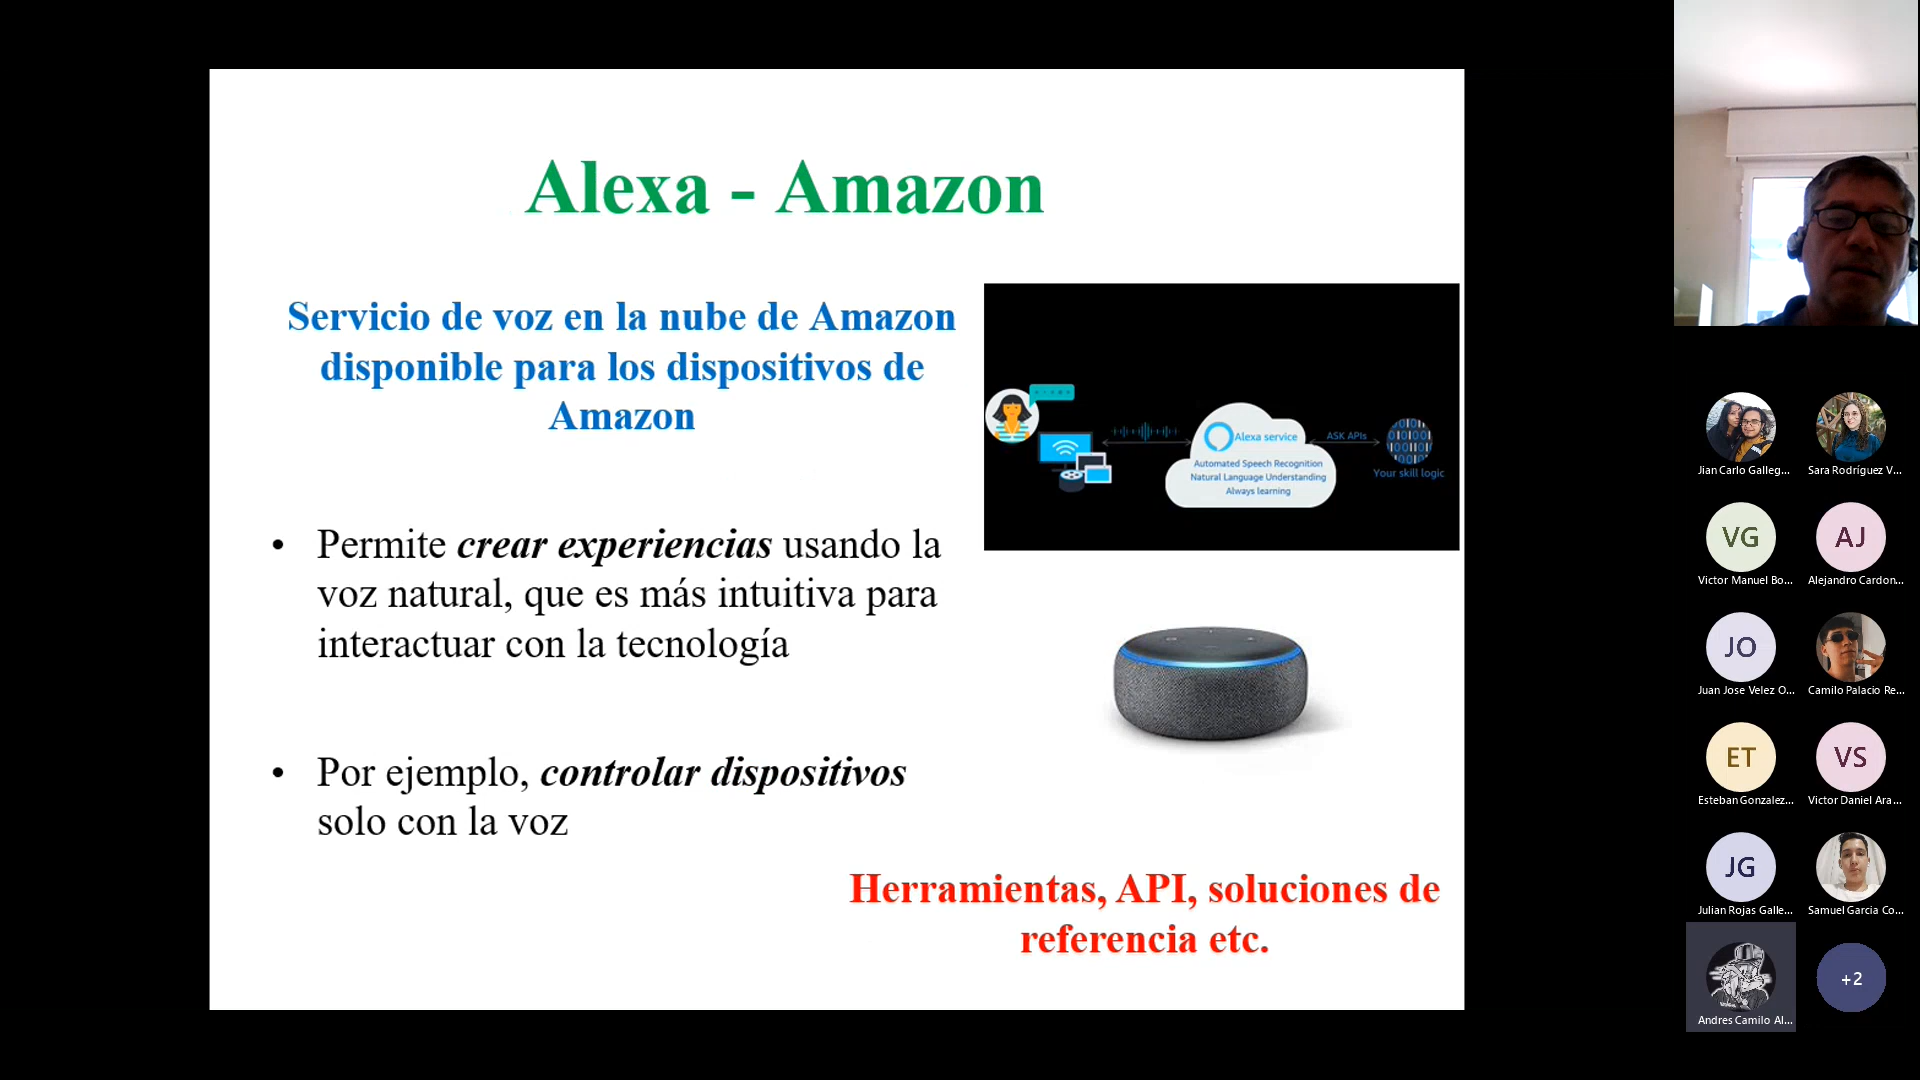 Alexa - Amazon
Servicio de voz en la nube de Amazon
disponible para los dispositivos de
Amazon
Alexa service
Automated Speech Recognition
Natural Language Understanding
Always learning
ASK APIs
Your skill logic
• Permite crear experiencias usando la
voz natural, que es más intuitiva para
interactuar con la tecnología
• Por ejemplo, controlar dispositivos
solo con la voz
Herramientas, API, soluciones de
referencia etc.
Jian Carlo Galleg...
Sara Rodríguez V...
VG
Victor Manuel Bo...
AJ
Alejandro Cardon...
JO
Juan Jose Velez O...
Camilo Palacio Re...
ET
Esteban Gonzalez...
VS
Victor Daniel Ara...
JG
Julian Rojas Galle...
Samuel Garcia Co...
Andres Camilo Al...
+2